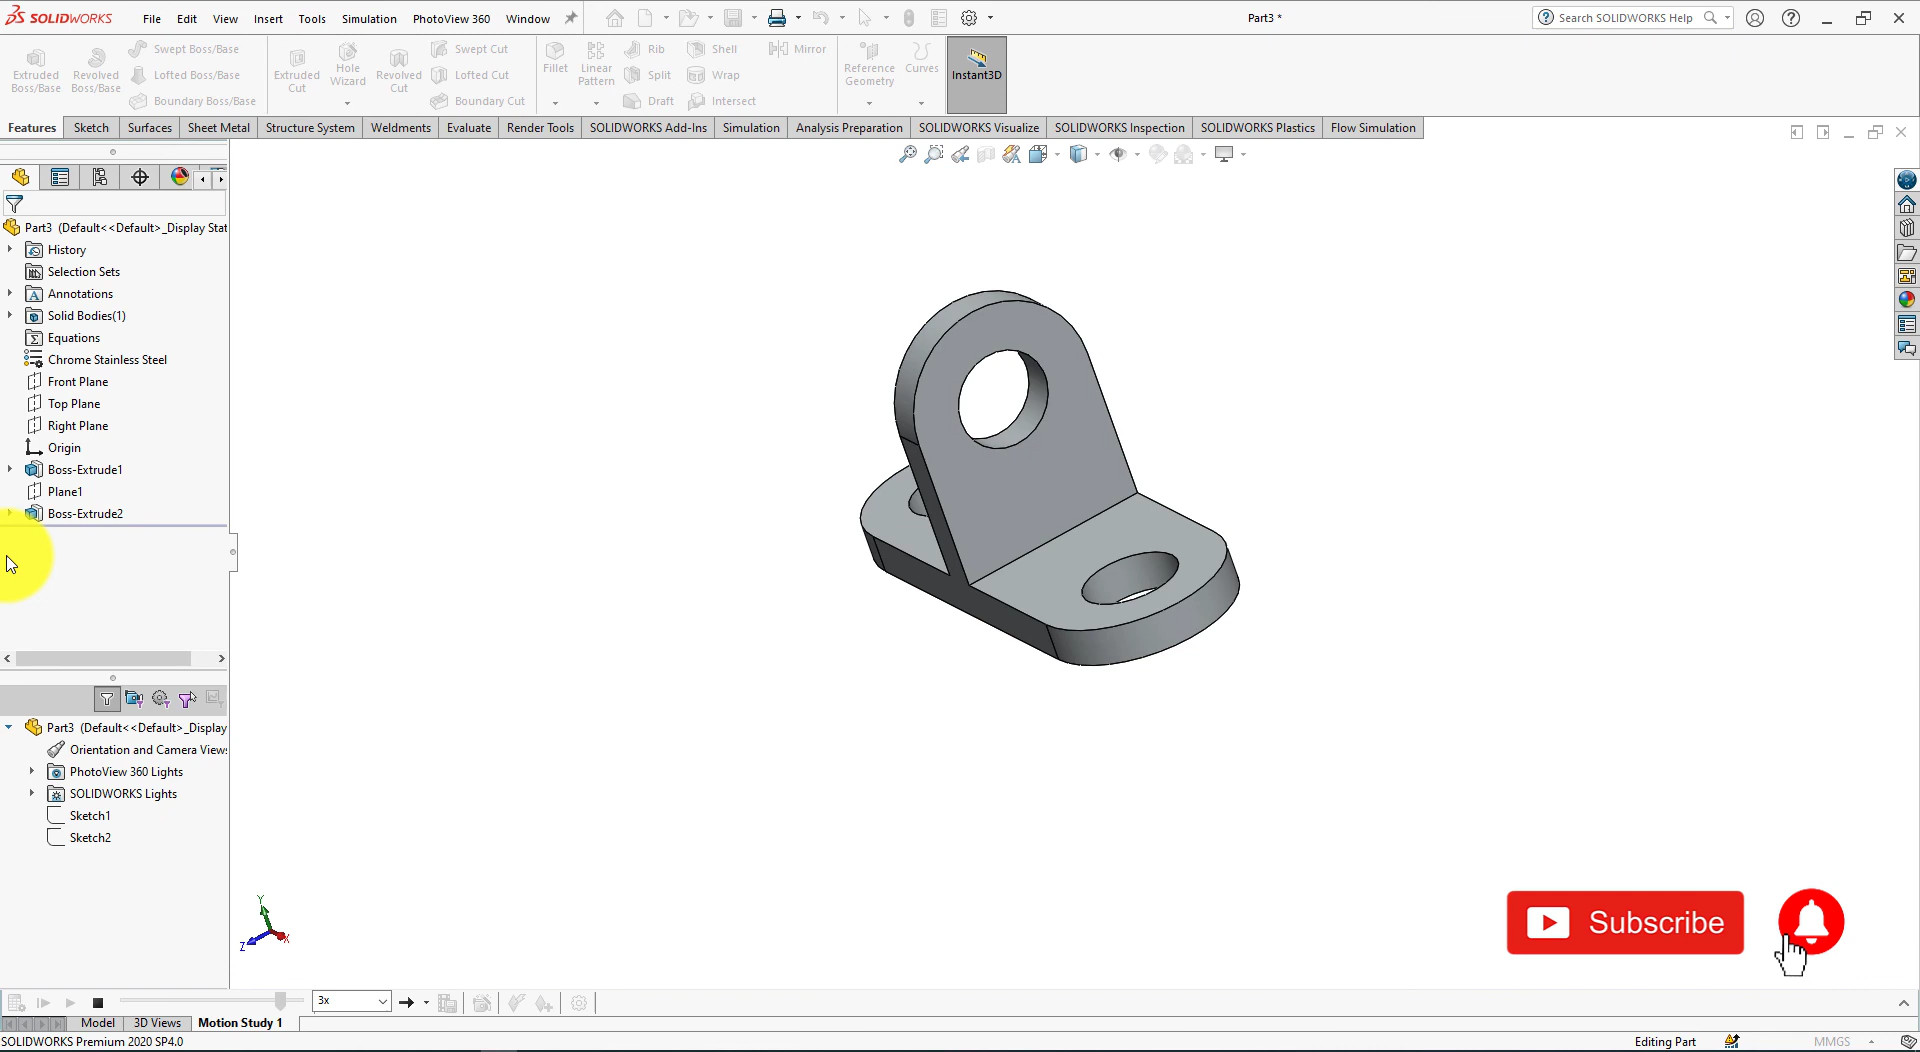 SOLIDWORKS File Edit View Insert Tools Simulation PhotoView 360 Window Part3 * Search SOLIDWORKS Help
Extruded Boss/Base
Revolved Boss/Base
Swept Boss/Base
Lofted Boss/Base
Boundary Boss/Base
Extruded Cut
Hole Wizard
Revolved Cut
Swept Cut
Lofted Cut
Boundary Cut
Fillet
Linear Pattern
Rib
Split
Draft
Shell
Wrap
Intersect
Mirror
Reference Geometry
Curves
Instant3D
Features Sketch Surfaces Sheet Metal Structure System Weldments Evaluate Render Tools SOLIDWORKS Add-Ins Simulation Analysis Preparation SOLIDWORKS Visualize SOLIDWORKS Inspection SOLIDWORKS Plastics Flow Simulation
Part3 (Default<<Default>_Display Stat
History
Selection Sets
Annotations
Solid Bodies(1)
Equations
Chrome Stainless Steel
Front Plane
Top Plane
Right Plane
Origin
Boss-Extrude1
Plane1
Boss-Extrude2
Part3 (Default<<Default>_Display
Orientation and Camera Views
PhotoView 360 Lights
SOLIDWORKS Lights
Sketch1
Sketch2
Y
Z
X
Subscribe
3x
Model 3D Views Motion Study 1
SOLIDWORKS Premium 2020 SP4.0 Editing Part MMGS